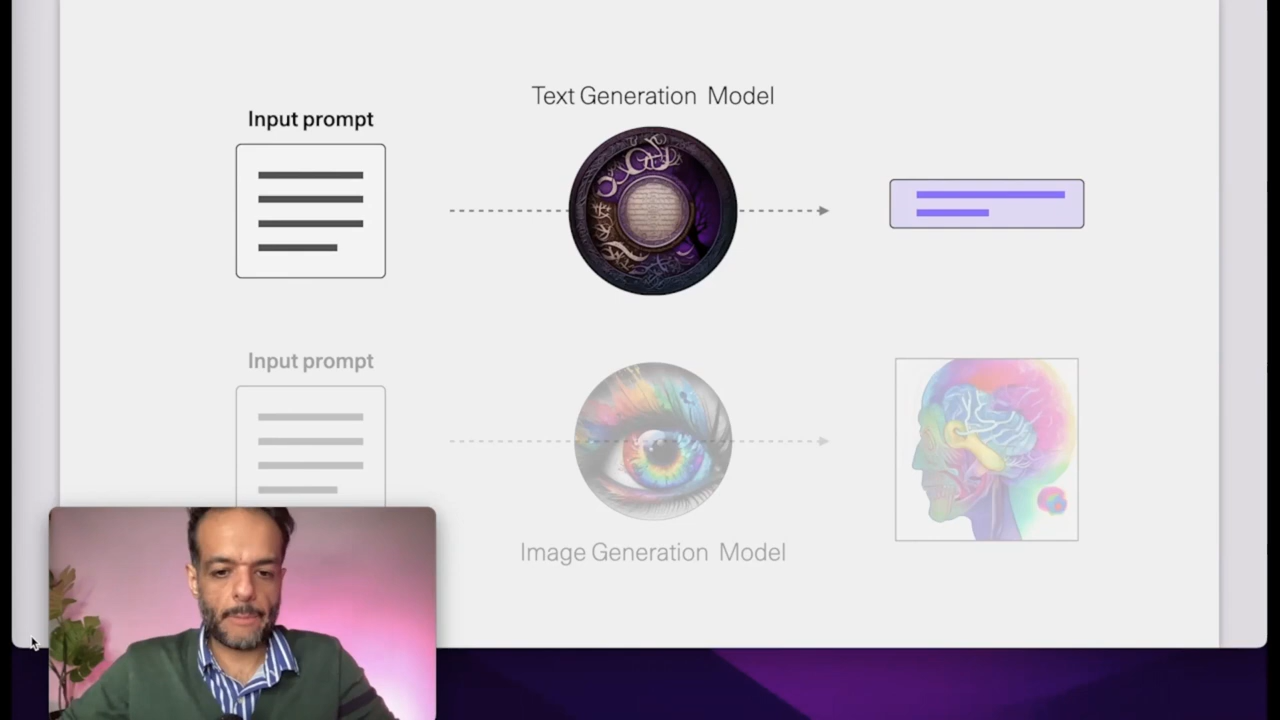 Text Generation Model
Input prompt
Input prompt
Image Generation Model